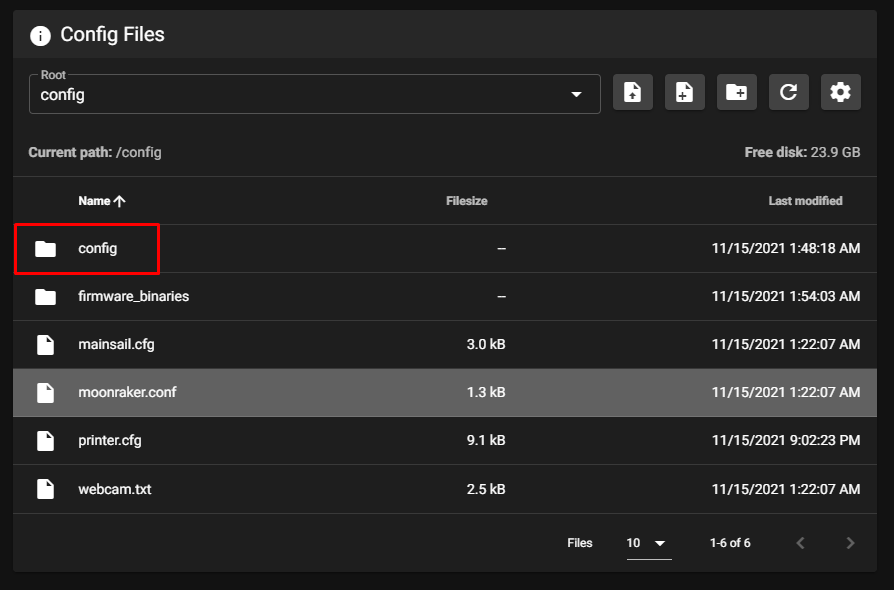 Config Files
Root
config
Current path: /config Free disk: 23.9 GB
Name Filesize Last modified
config -- 11/15/2021 1:48:18 AM
firmware_binaries -- 11/15/2021 1:54:03 AM
mainsail.cfg 3.0 kB 11/15/2021 1:22:07 AM
moonraker.conf 1.3 kB 11/15/2021 1:22:07 AM
printer.cfg 9.1 kB 11/15/2021 9:02:23 PM
webcam.txt 2.5 kB 11/15/2021 1:22:07 AM
Files 10 1-6 of 6